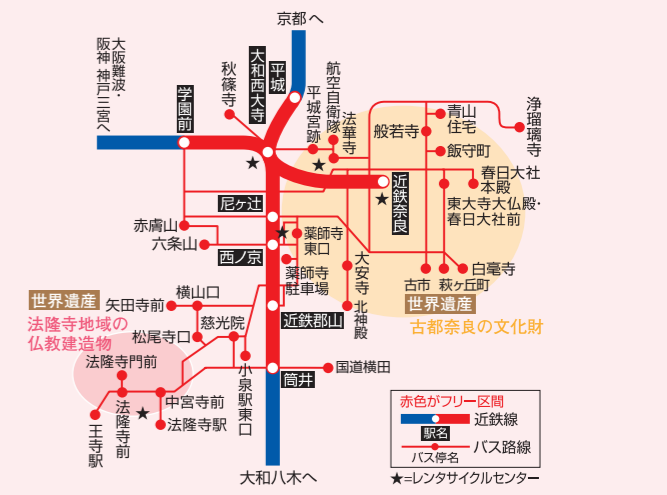 京都へ
大阪難波・
阪神 神戸三宮へ
学園前
秋篠寺
大和西大寺
平城
平城宮跡
航空自衛隊
法華寺
般若寺
青山
住宅
飯守町
浄瑠璃寺
春日大社
本殿
東大寺大仏殿・
春日大社前
近鉄奈良
尼ヶ辻
赤膚山
六条山
西ノ京
薬師寺
東口
薬師寺
駐車場
大安寺
北神殿
白毫寺
古市
萩ヶ丘町
世界遺産
古都奈良の文化財
世界遺産
法隆寺地域の
仏教建造物
横山口
矢田寺前
慈光院
松尾寺口
近鉄郡山
法隆寺門前
小泉駅東口
筒井
国道横田
中宮寺前
法隆寺駅
法隆寺前
王寺駅
大和八木へ
赤色がフリー区間
近鉄線
駅名
バス路線
バス停名
★=レンタサイクルセンター